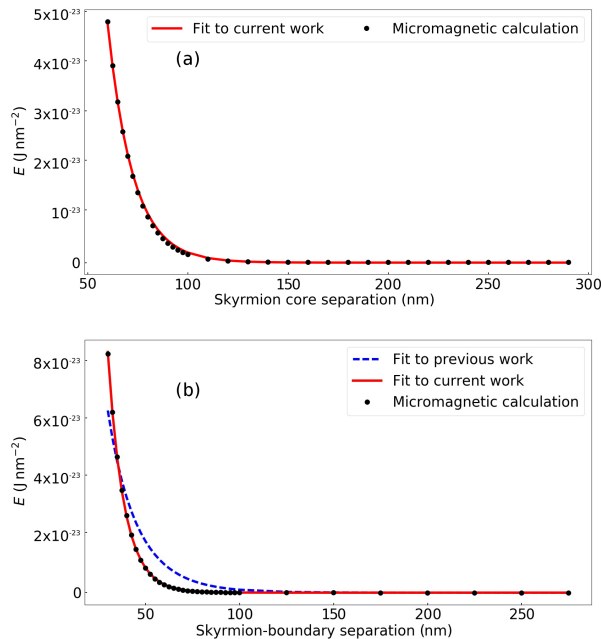 5x10⁻²³
Fit to current work
Micromagnetic calculation
(a)
4x10⁻²³
3x10⁻²³
2x10⁻²³
10⁻²³
0
E (J nm⁻²)
50 100 150 200 250 300
Skyrmion core separation (nm)
8x10⁻²³
Fit to previous work
Fit to current work
Micromagnetic calculation
(b)
6x10⁻²³
4x10⁻²³
2x10⁻²³
0
E (J nm⁻²)
50 100 150 200 250
Skyrmion-boundary separation (nm)